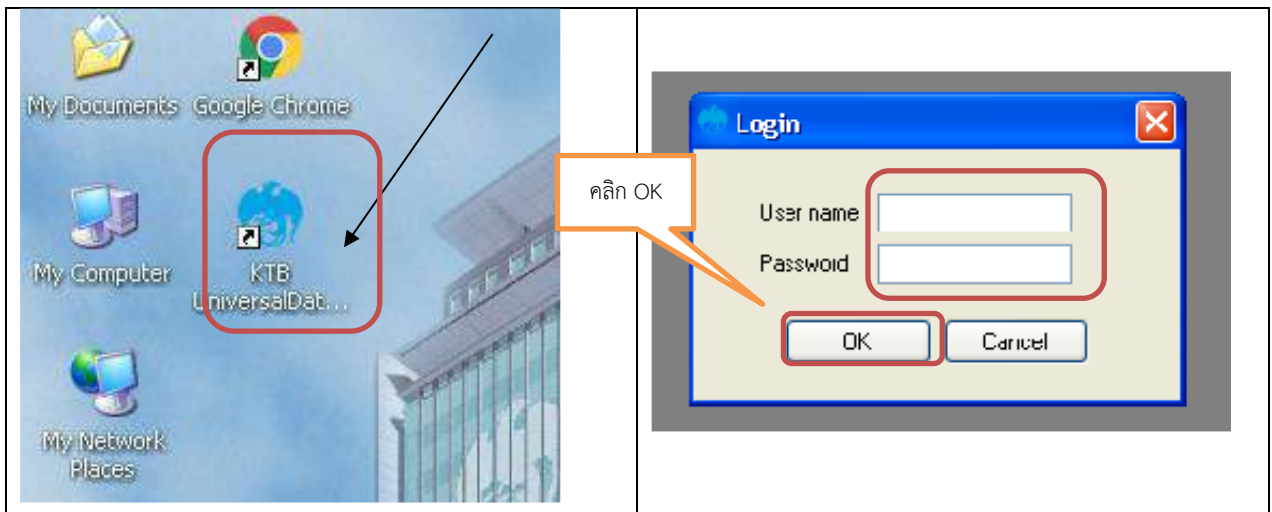 My Documents
Google Chrome
My Computer
KTB
UniversalDat...
My Network
Places
คลิก OK
Login
User name
Password
OK
Cancel